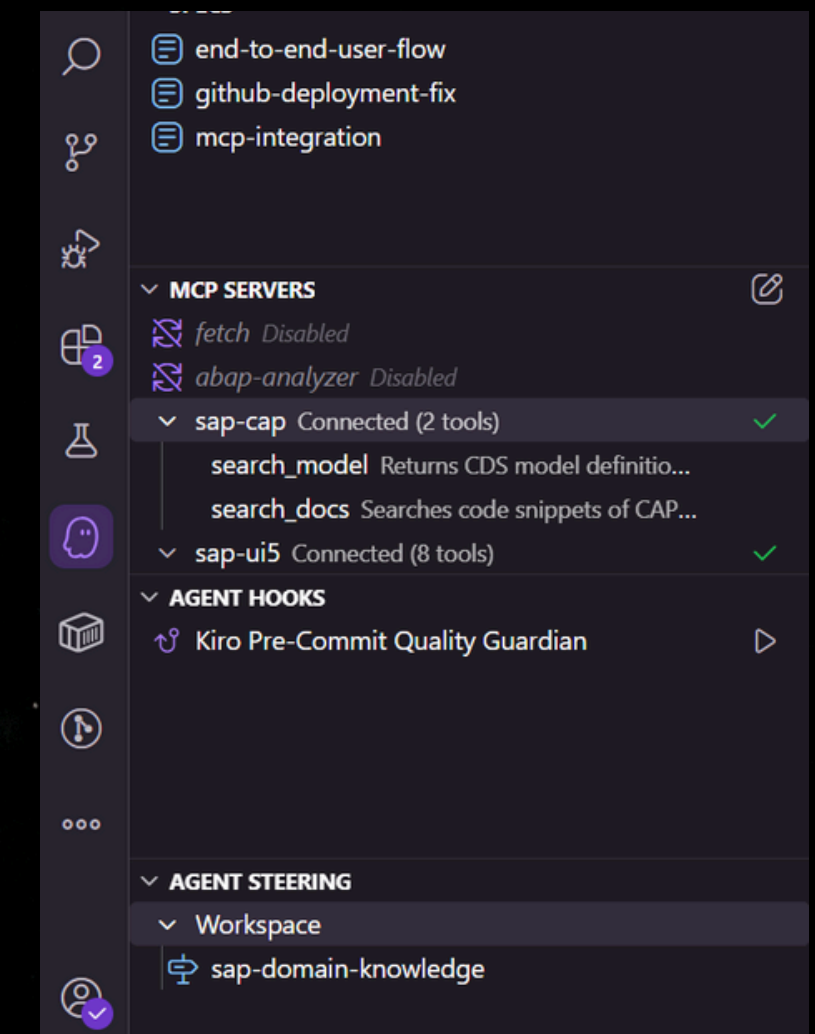 end-to-end-user-flow
github-deployment-fix
mcp-integration
MCP SERVERS
fetch Disabled
abap-analyzer Disabled
2
sap-cap Connected (2 tools)
search_model Returns CDS model definitio...
search_docs Searches code snippets of CAP...
sap-ui5 Connected (8 tools)
AGENT HOOKS
Kiro Pre-Commit Quality Guardian
AGENT STEERING
Workspace
sap-domain-knowledge